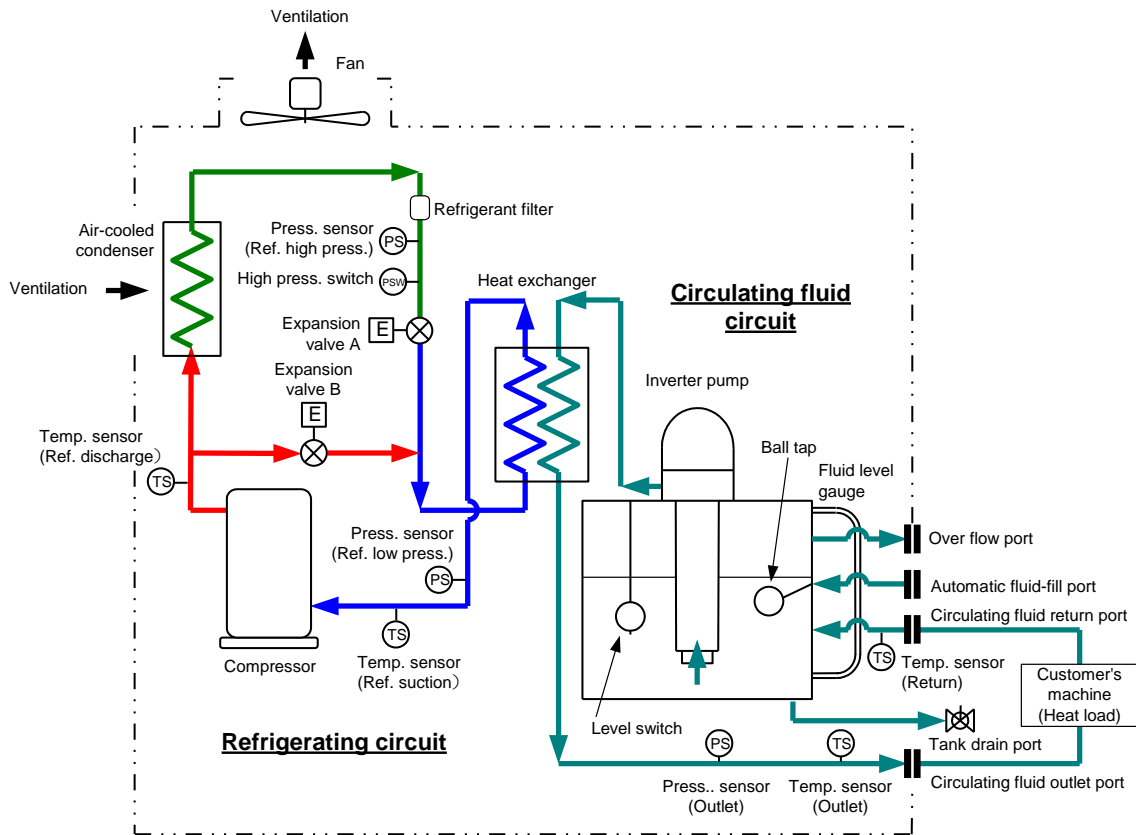 Ventilation
Fan
Air-cooled
condenser
Refrigerant filter
Press. sensor
(Ref. high press.)
PS
High press. switch
PSW
Ventilation
Heat exchanger
Circulating fluid
circuit
Expansion
valve A
E
Expansion
valve B
E
Inverter pump
Temp. sensor
(Ref. discharge)
TS
Ball tap
Fluid level
gauge
Press. sensor
(Ref. low press.)
PS
Over flow port
Automatic fluid-fill port
Circulating fluid return port
TS
Temp. sensor
(Return)
TS
Temp. sensor
(Ref. suction)
Compressor
Customer's
machine
(Heat load)
Level switch
Refrigerating circuit
Tank drain port
PS
TS
Press.. sensor
(Outlet)
Temp. sensor
(Outlet)
Circulating fluid outlet port